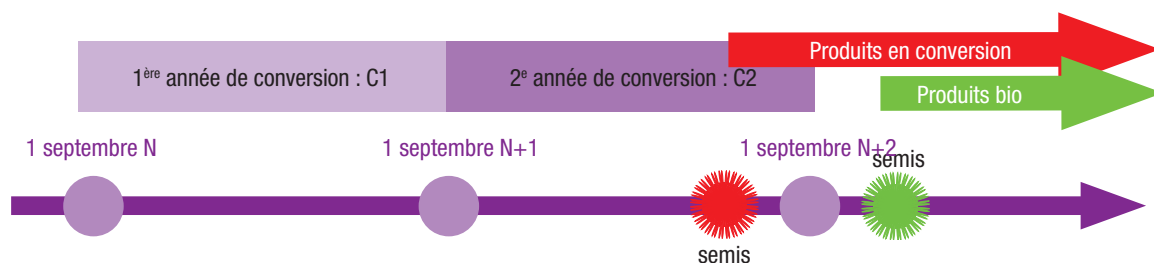 Produits en conversion
1ère année de conversion : C1
2e année de conversion : C2
Produits bio
1 septembre N
1 septembre N+1
1 septembre N+2
semis
semis